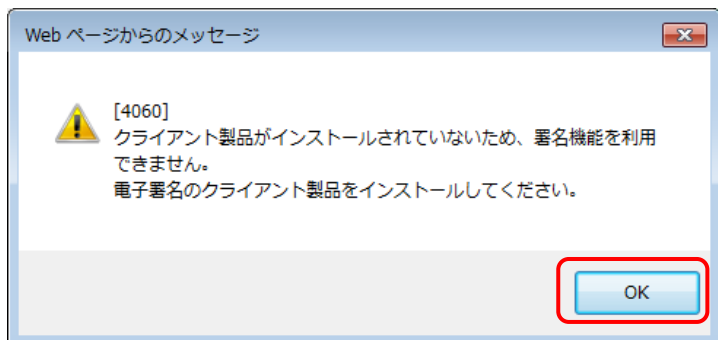 Web ページからのメッセージ
[4060]
クライアント製品がインストールされていないため、署名機能を利用
できません。
電子署名のクライアント製品をインストールしてください。
OK